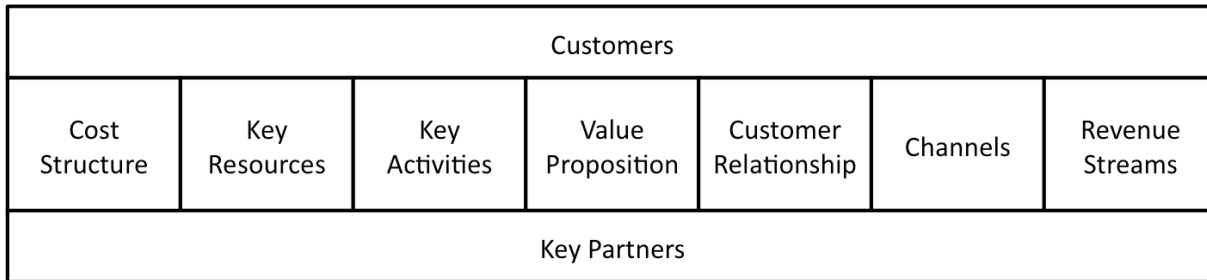 Customers
Cost
Structure
Key
Resources
Key
Activities
Value
Proposition
Customer
Relationship
Channels
Revenue
Streams
Key Partners